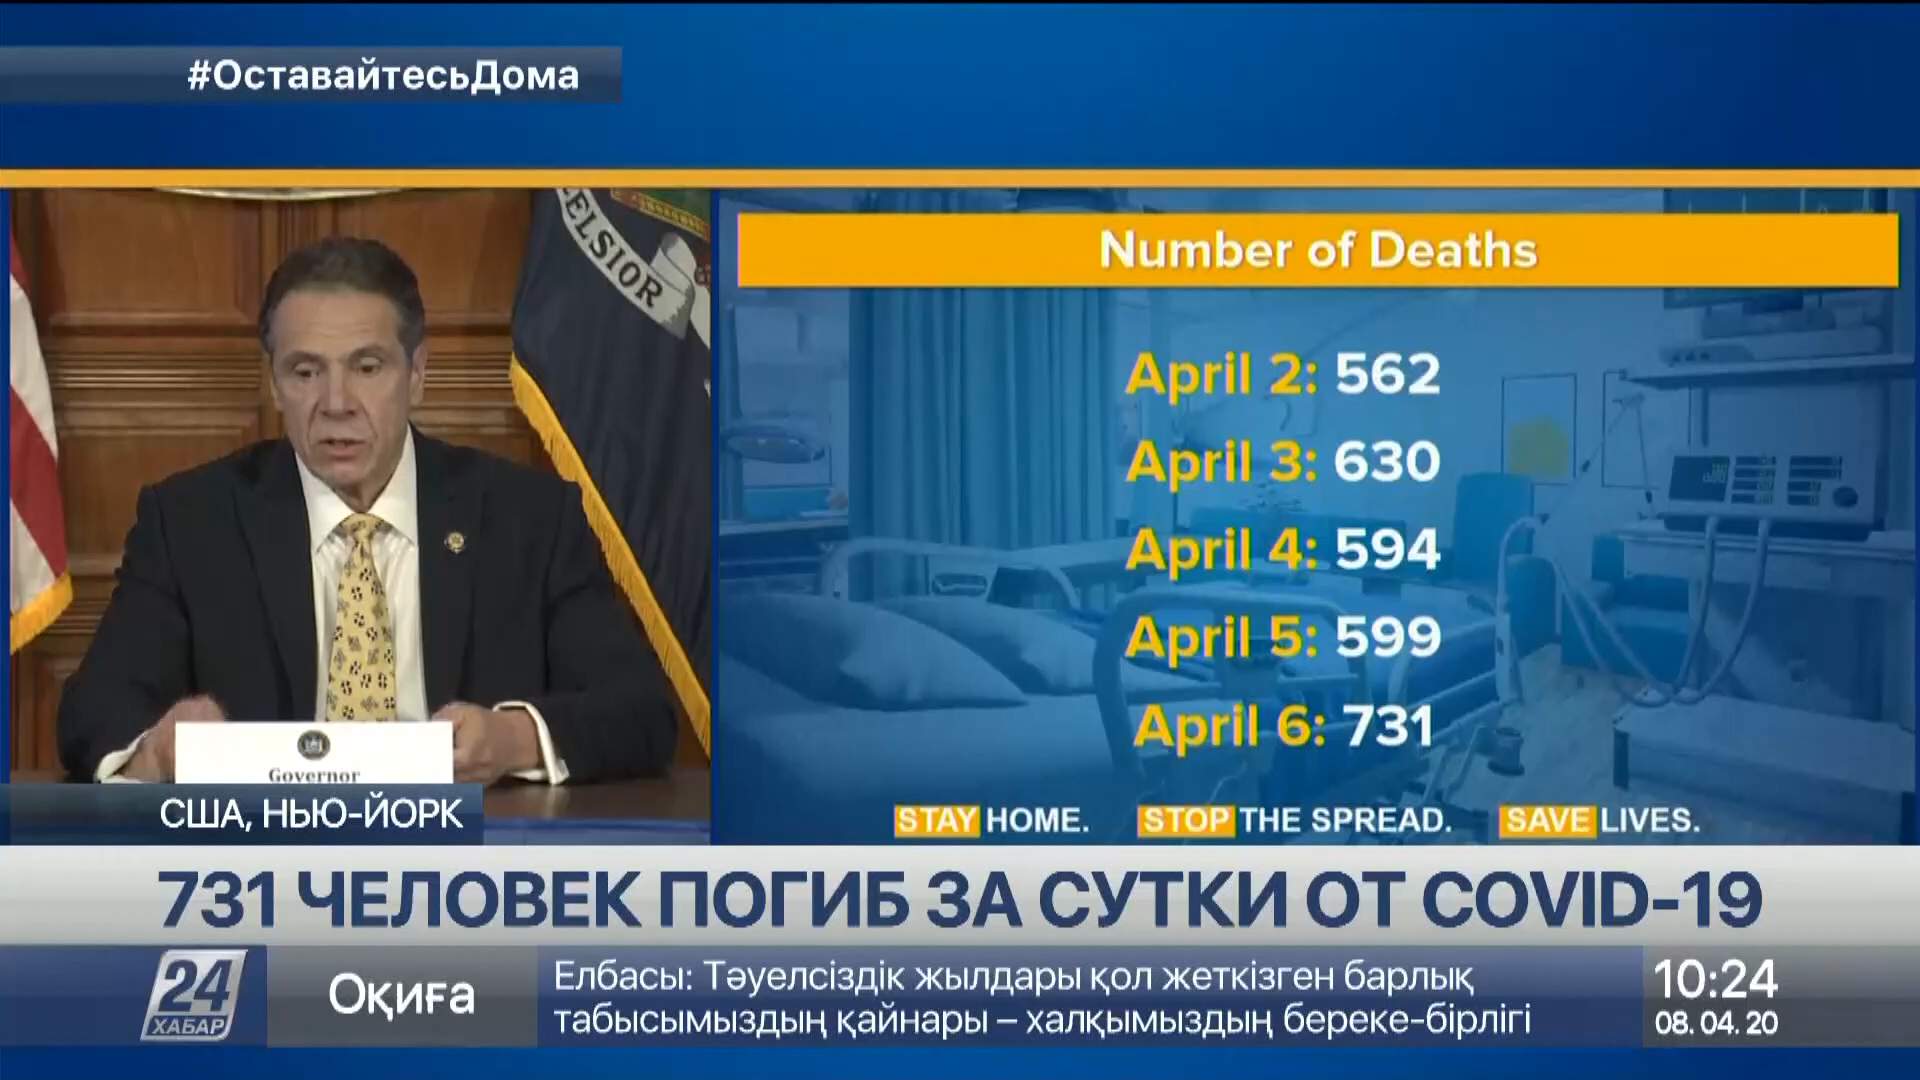 #ОставайтесьДома
ELSIOR
Number of Deaths
April 2: 562
April 3: 630
April 4: 594
April 5: 599
April 6: 731
Governor
США, НЬЮ-ЙОРК
STAY HOME. STOP THE SPREAD. SAVE LIVES.
731 ЧЕЛОВЕК ПОГИБ ЗА СУТКИ ОТ COVID-19
24
ХАБАР
Оқиға
Елбасы: Тәуелсіздік жылдары қол жеткізген барлық
табысымыздың қайнары – халқымыздың береке-бірлігі
10:24
08. 04. 20